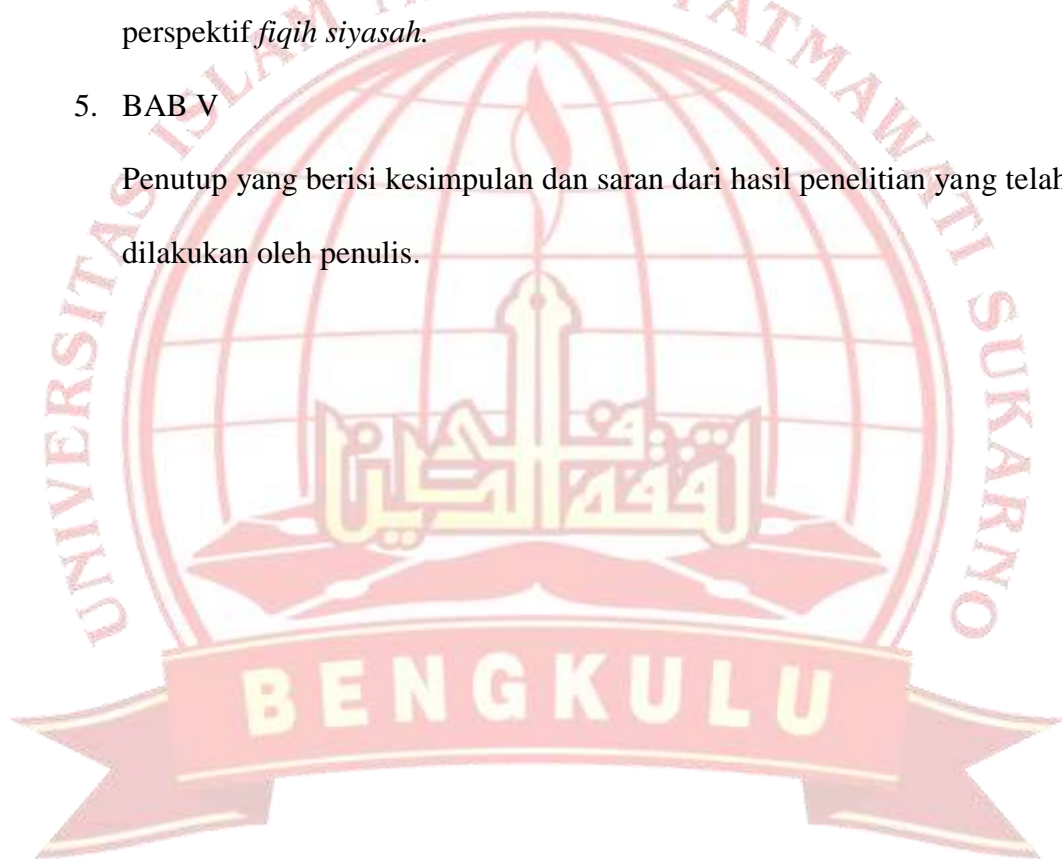 perspektif fiqih siyasah.
5. BAB V
Penutup yang berisi kesimpulan dan saran dari hasil penelitian yang telah
dilakukan oleh penulis.
UNIVERSITAS ISLAM FATMAWATI SUKARNO
BENGKULU